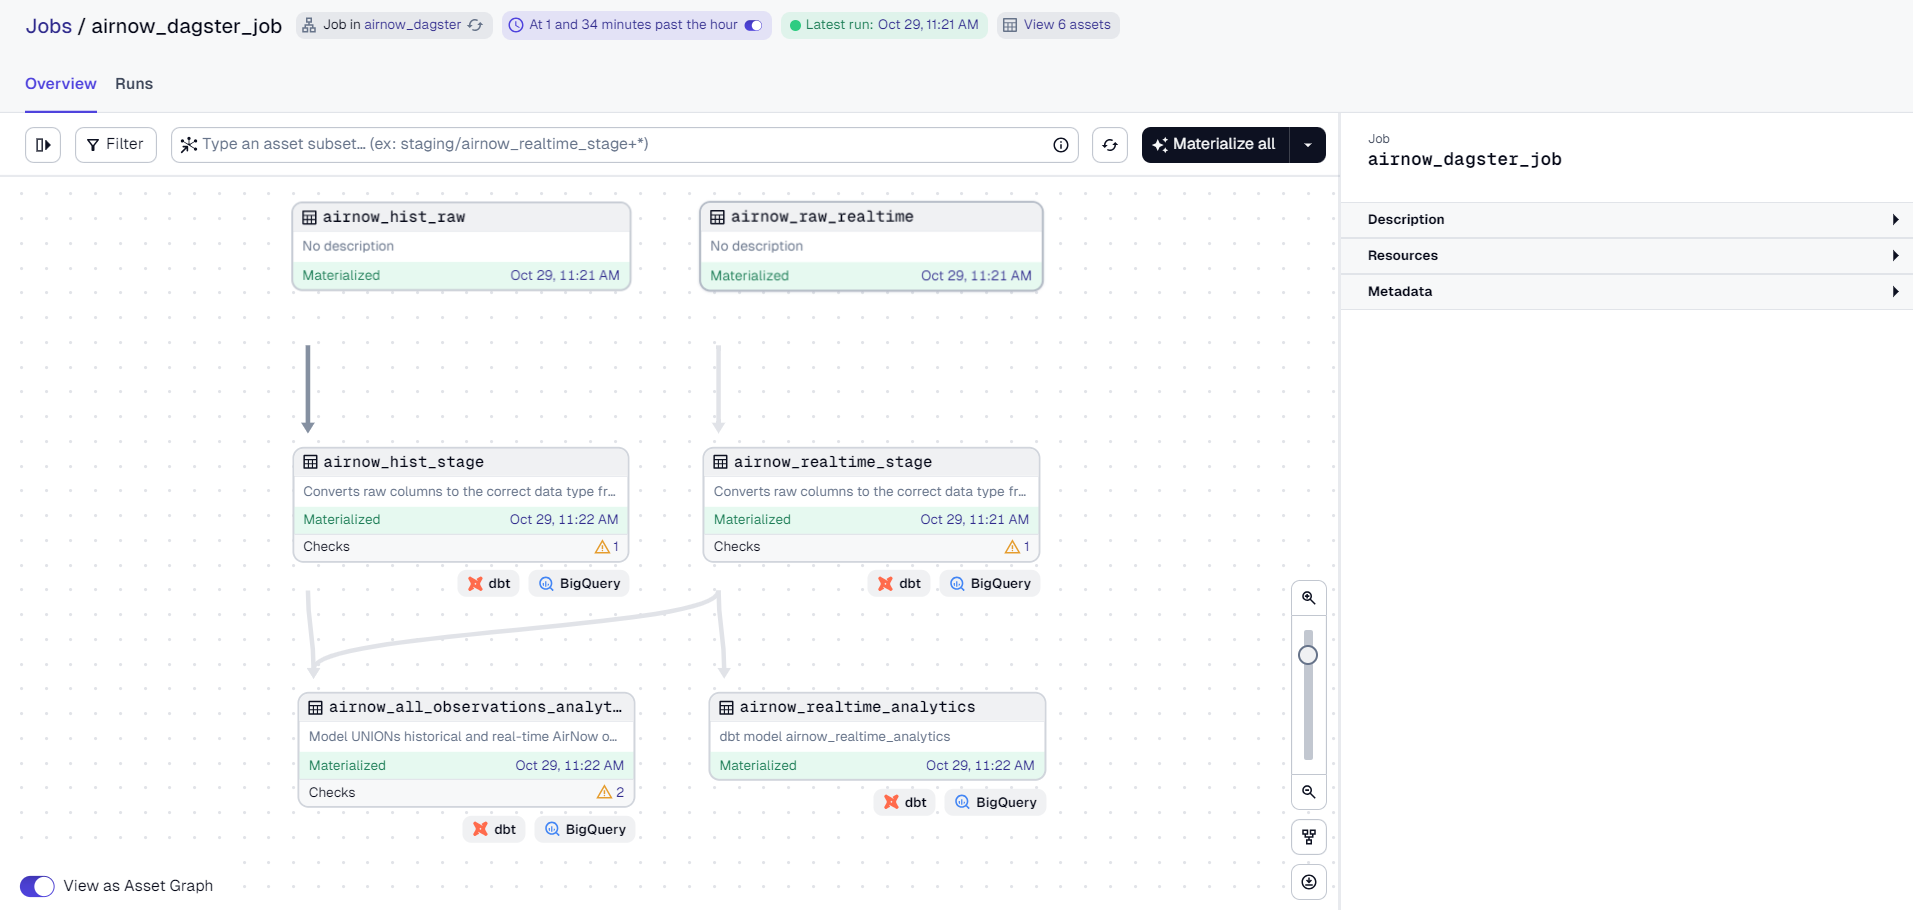 Jobs / airnow_dagster_job
Job in airnow_dagster
At 1 and 34 minutes past the hour
Latest run: Oct 29, 11:21 AM
View 6 assets
Overview
Runs
Filter
Type an asset subset… (ex: staging/airnow_realtime_stage+*)
Materialize all
Job
airnow_dagster_job
Description
Resources
Metadata
airnow_hist_raw
No description
Materialized Oct 29, 11:21 AM
airnow_raw_realtime
No description
Materialized Oct 29, 11:21 AM
airnow_hist_stage
Converts raw columns to the correct data type fr…
Materialized Oct 29, 11:22 AM
Checks 1
dbt BigQuery
airnow_realtime_stage
Converts raw columns to the correct data type fr…
Materialized Oct 29, 11:21 AM
Checks 1
dbt BigQuery
airnow_all_observations_analyt…
Model UNIONs historical and real-time AirNow o…
Materialized Oct 29, 11:22 AM
Checks 2
dbt BigQuery
airnow_realtime_analytics
dbt model airnow_realtime_analytics
Materialized Oct 29, 11:22 AM
dbt BigQuery
View as Asset Graph